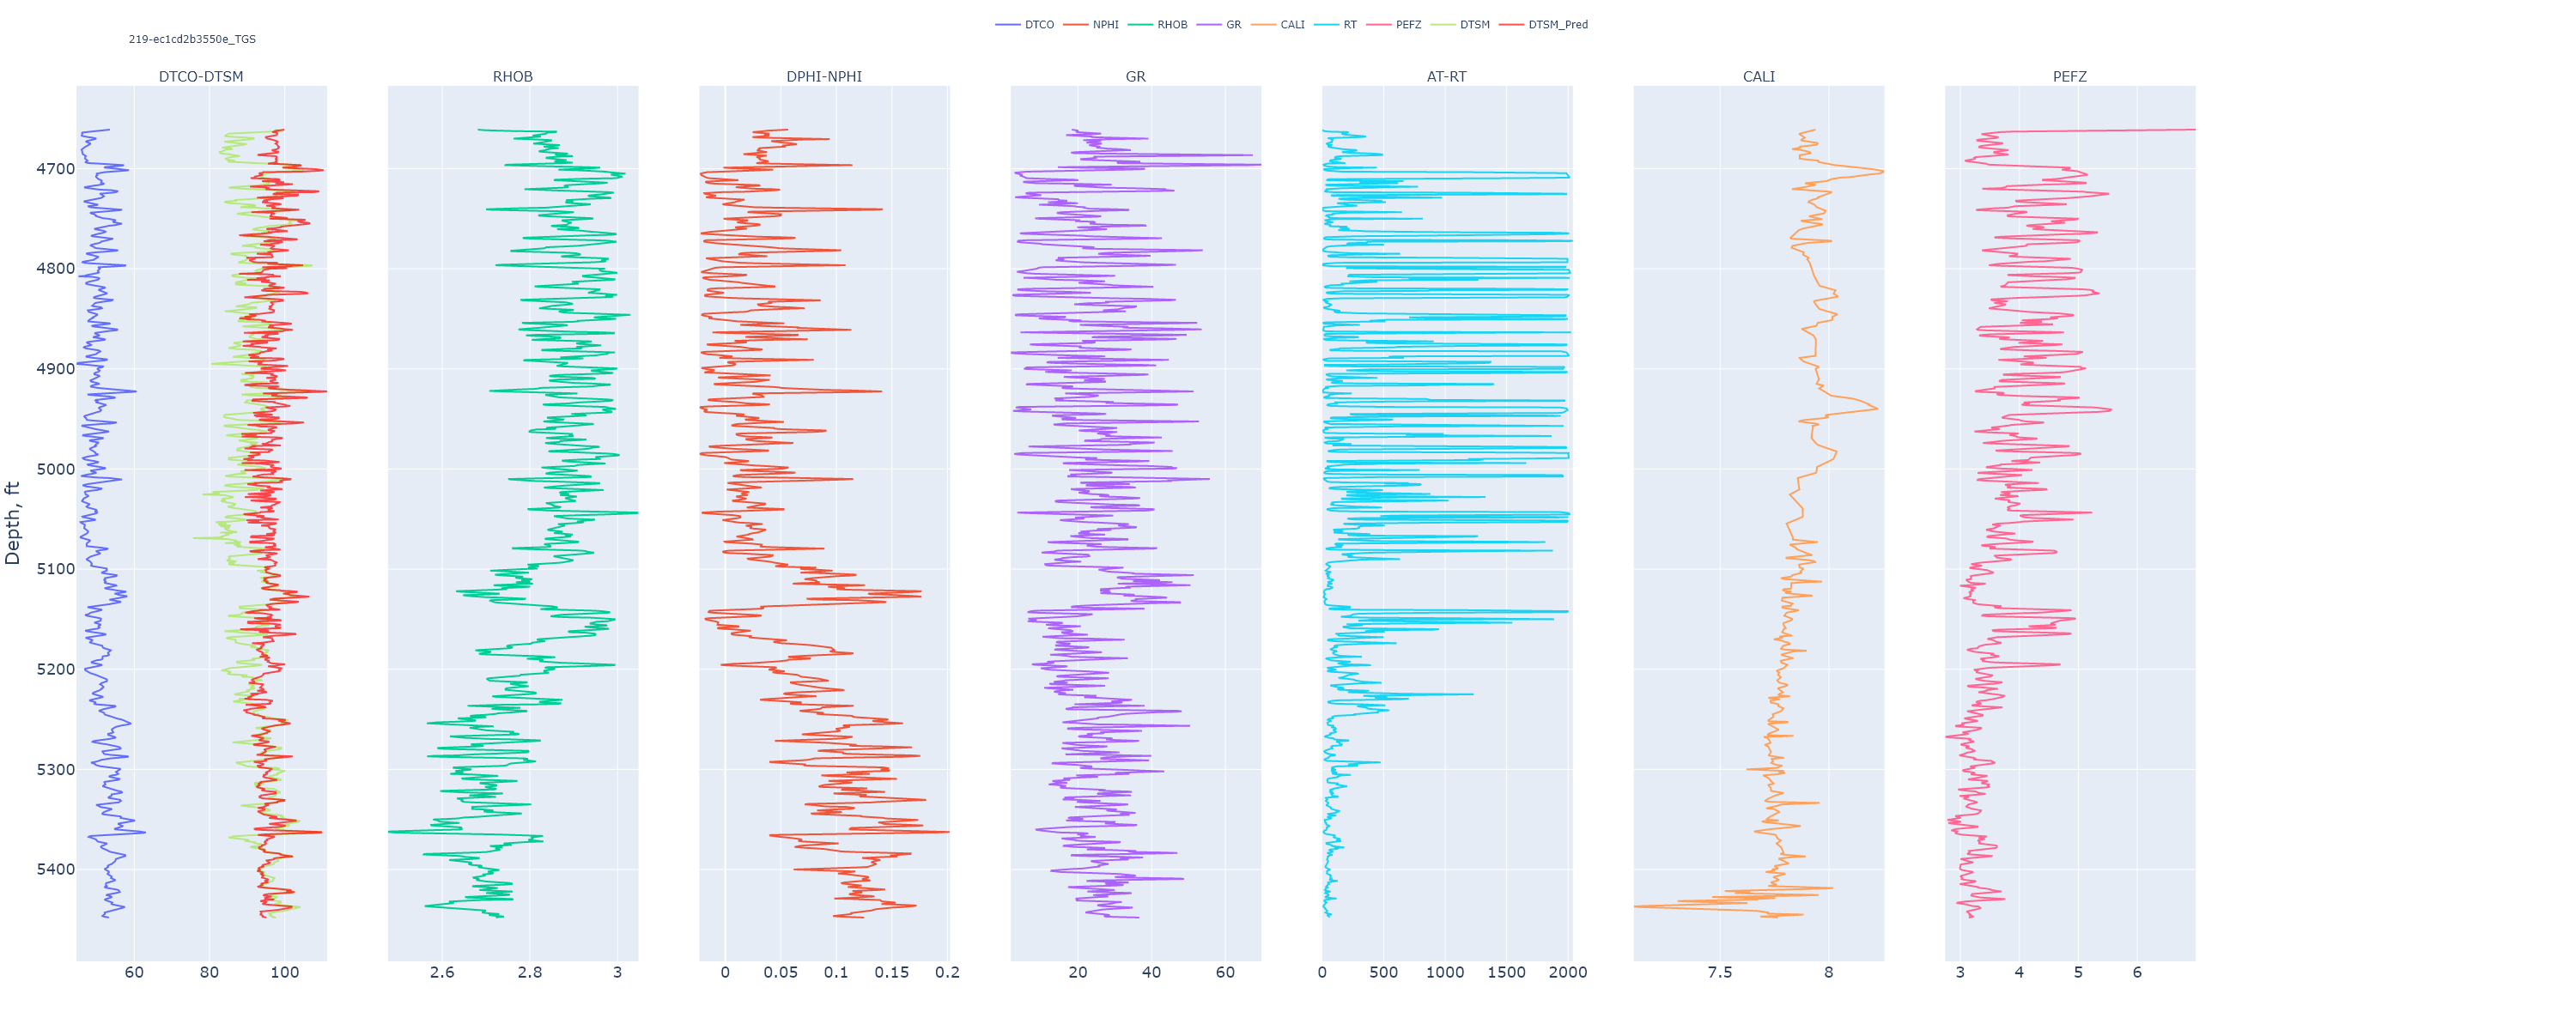 DTCO NPHI RHOB GR CALI RT PEFZ DTSM DTSM_Pred
219-ec1cd2b3550e_TGS
DTCO-DTSM RHOB DPHI-NPHI GR AT-RT CALI PEFZ
Depth, ft
4700
4800
4900
5000
5100
5200
5300
5400
60 80 100 2.6 2.8 3 0 0.05 0.1 0.15 0.2 20 40 60 0 500 1000 1500 2000 7.5 8 3 4 5 6